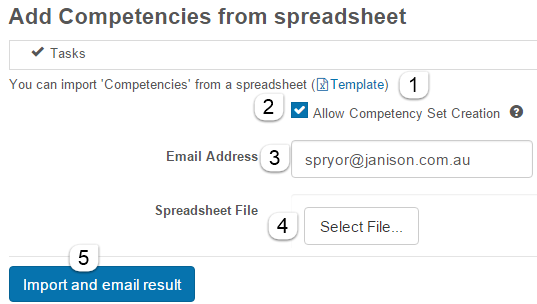 Add Competencies from spreadsheet
Tasks
You can import 'Competencies' from a spreadsheet (Template) 1
2 Allow Competency Set Creation ?
Email Address 3 spryor@janison.com.au
Spreadsheet File 4 Select File...
5
Import and email result